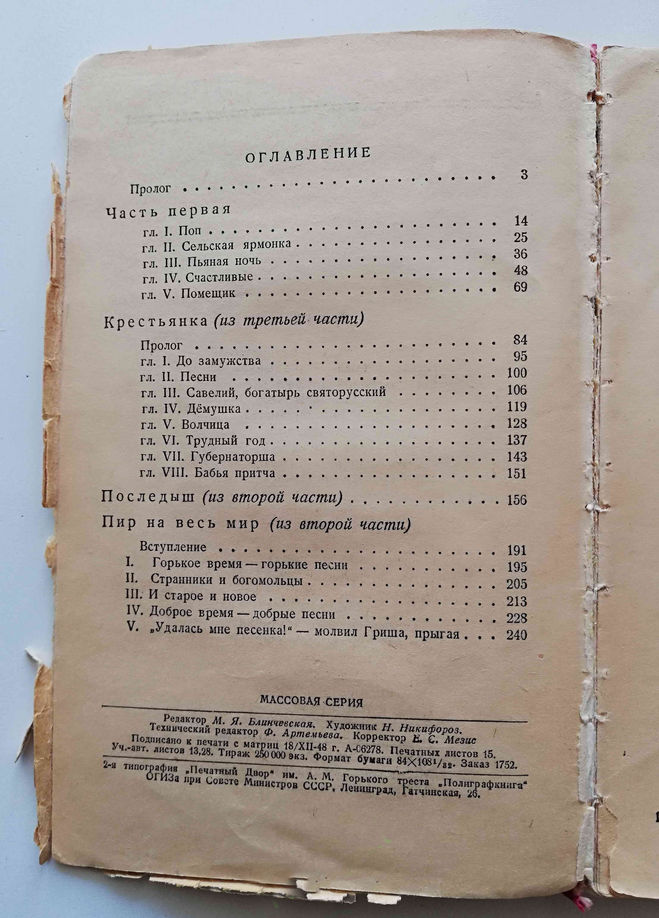 ОГЛАВЛЕНИЕ
Пролог . . . . . . . . . . . . . . . . . . . . 3
Часть первая
гл. I. Поп . . . . . . . . . . . . . . . . . . 14
гл. II. Сельская ярмонка . . . . . . . . . . . . 25
гл. III. Пьяная ночь . . . . . . . . . . . . . . 36
гл. IV. Счастливые . . . . . . . . . . . . . . . 48
гл. V. Помещик . . . . . . . . . . . . . . . . 69
Крестьянка (из третьей части)
Пролог . . . . . . . . . . . . . . . . . . . . 84
гл. I. До замужства . . . . . . . . . . . . . . 95
гл. II. Песни . . . . . . . . . . . . . . . . . 100
гл. III. Савелий, богатырь святорусский . . . . . . . 106
гл. IV. Дёмушка . . . . . . . . . . . . . . . . 119
гл. V. Волчица . . . . . . . . . . . . . . . . 128
гл. VI. Трудный год . . . . . . . . . . . . . . 137
гл. VII. Губернаторша . . . . . . . . . . . . . 143
гл. VIII. Бабья притча . . . . . . . . . . . . . 151
Последыш (из второй части) . . . . . . . . . . . 156
Пир на весь мир (из второй части)
Вступление . . . . . . . . . . . . . . . . . . 191
I. Горькое время — горькие песни . . . . . . . . . 195
II. Странники и богомольцы . . . . . . . . . . . . 205
III. И старое и новое . . . . . . . . . . . . . . 213
IV. Доброе время — добрые песни . . . . . . . . . 228
V. „Удалась мне песенка!“ — молвил Гриша, прыгая . . . 240
МАССОВАЯ СЕРИЯ
Редактор М. Я. Блинчевская. Художник Н. Никифороз.
Технический редактор Ф. Артемьева. Корректор Е. С. Мезис
Подписано к печати с матриц 18/XII-48 г. А-06278. Печатных листов 15.
Уч.-авт. листов 13,28. Тираж 250 000 экз. Формат бумаги 84×108¹/₃₂. Заказ 1752.
2-я типография „Печатный Двор“ им. А. М. Горького треста „Полиграфкнига“
ОГИЗа при Совете Министров СССР, Ленинград, Гатчинская, 26.